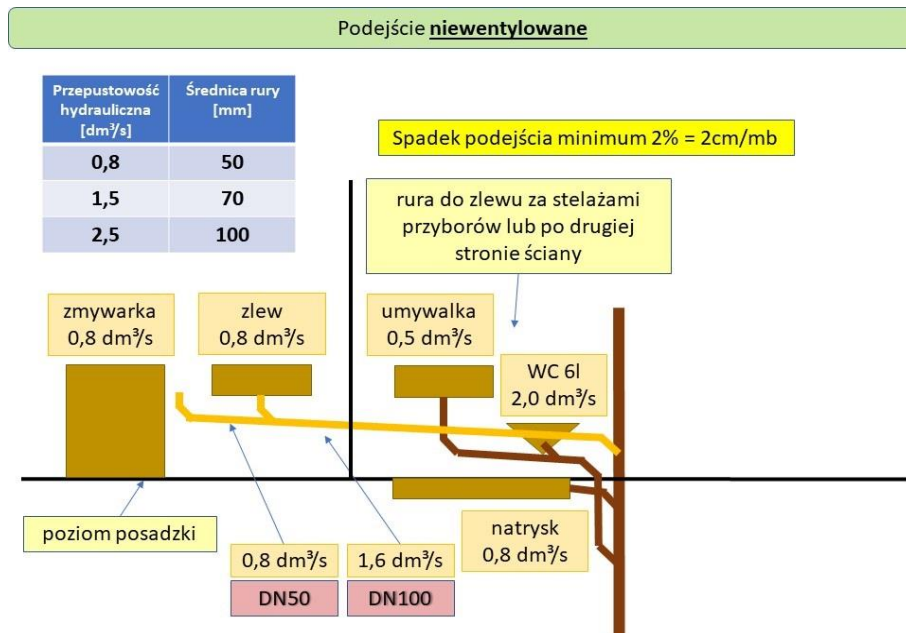 Podejście niewentylowane
Przepustowość
hydrauliczna
[dm³/s]
Średnica rury
[mm]
0,8
50
1,5
70
2,5
100
Spadek podejścia minimum 2% = 2cm/mb
rura do zlewu za stelażami
przyborów lub po drugiej
stronie ściany
zmywarka
0,8 dm³/s
zlew
0,8 dm³/s
umywalka
0,5 dm³/s
WC 6l
2,0 dm³/s
poziom posadzki
natrysk
0,8 dm³/s
0,8 dm³/s
1,6 dm³/s
DN50
DN100